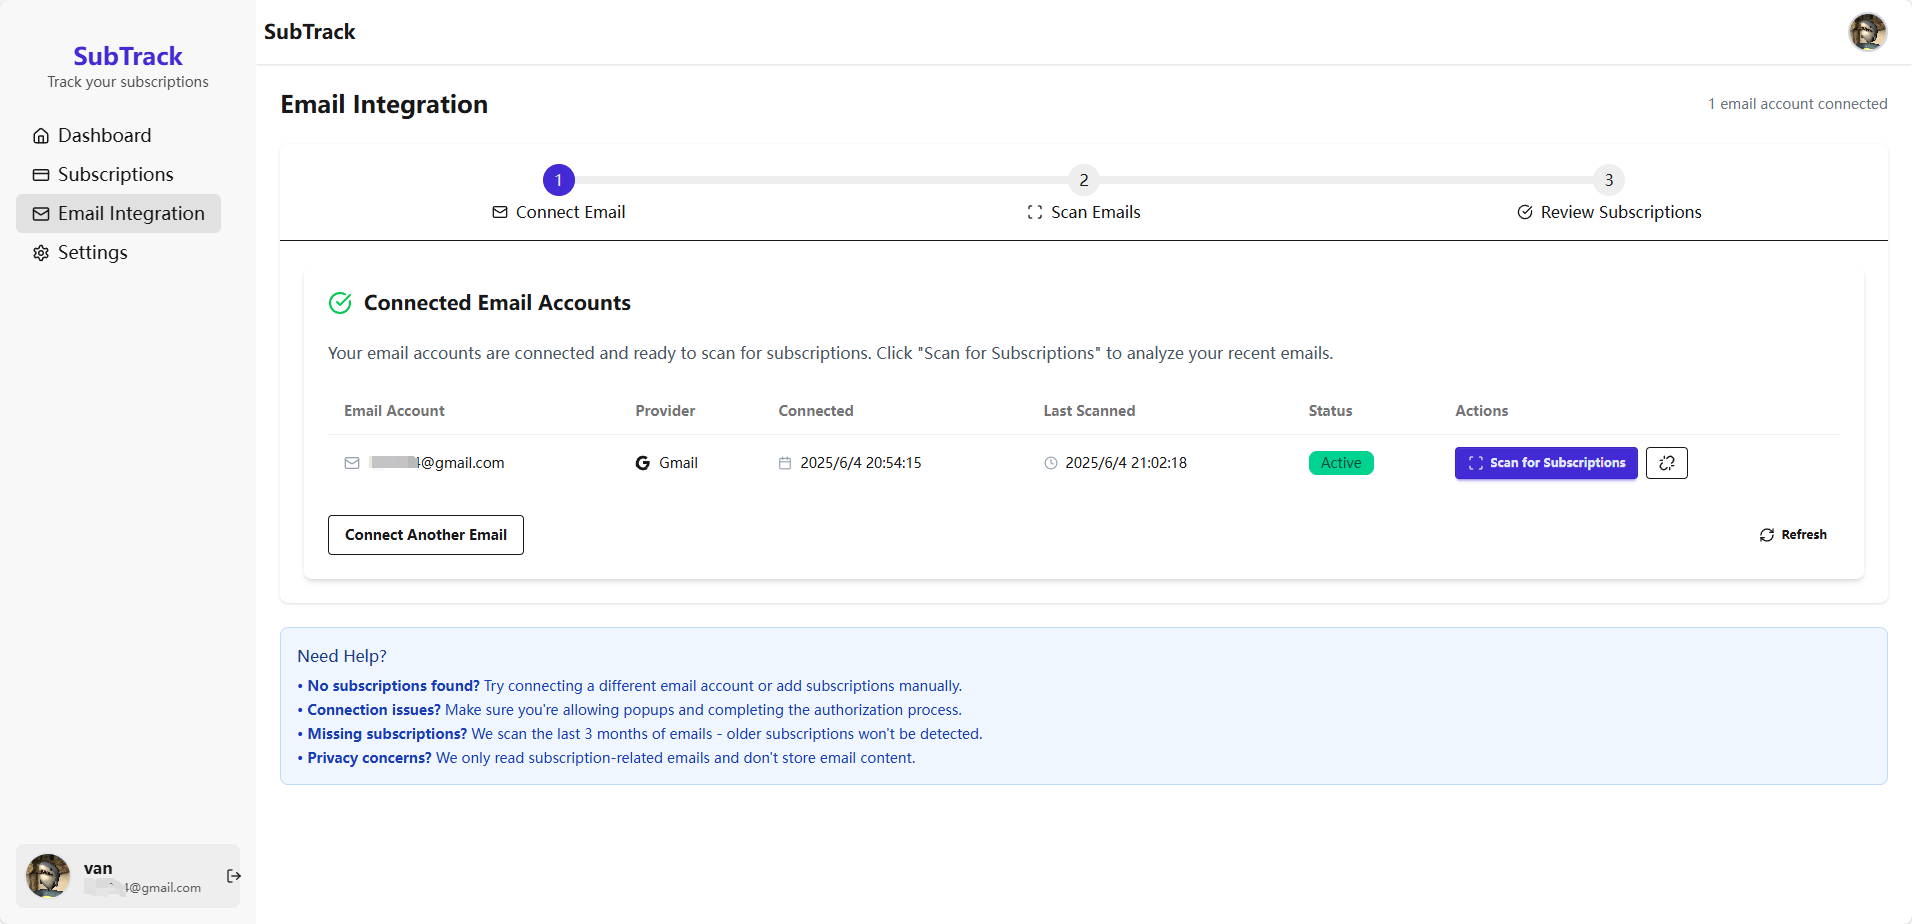 SubTrack
Track your subscriptions
Dashboard
Subscriptions
Email Integration
Settings
van
4@gmail.com
SubTrack
Email Integration
1 email account connected
1
2
3
Connect Email
Scan Emails
Review Subscriptions
Connected Email Accounts
Your email accounts are connected and ready to scan for subscriptions. Click "Scan for Subscriptions" to analyze your recent emails.
Email Account Provider Connected Last Scanned Status Actions
4@gmail.com Gmail 2025/6/4 20:54:15 2025/6/4 21:02:18 Active Scan for Subscriptions
Connect Another Email
Refresh
Need Help?
• No subscriptions found? Try connecting a different email account or add subscriptions manually.
• Connection issues? Make sure you're allowing popups and completing the authorization process.
• Missing subscriptions? We scan the last 3 months of emails - older subscriptions won't be detected.
• Privacy concerns? We only read subscription-related emails and don't store email content.